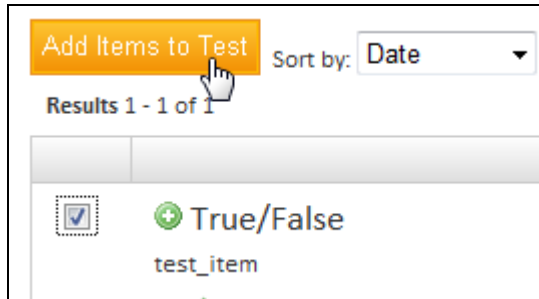 Add Items to Test Sort by: Date
Results 1 - 1 of 1
True/False
test_item